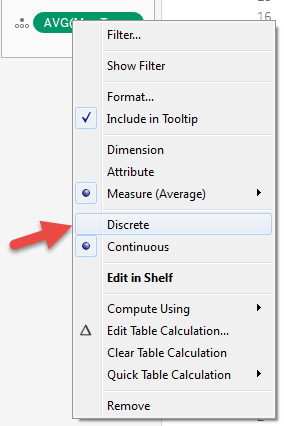 16
AVG(M
Filter...
Show Filter
Format...
Include in Tooltip
Dimension
Attribute
Measure (Average)
Discrete
Continuous
Edit in Shelf
Compute Using
Edit Table Calculation...
Clear Table Calculation
Quick Table Calculation
Remove